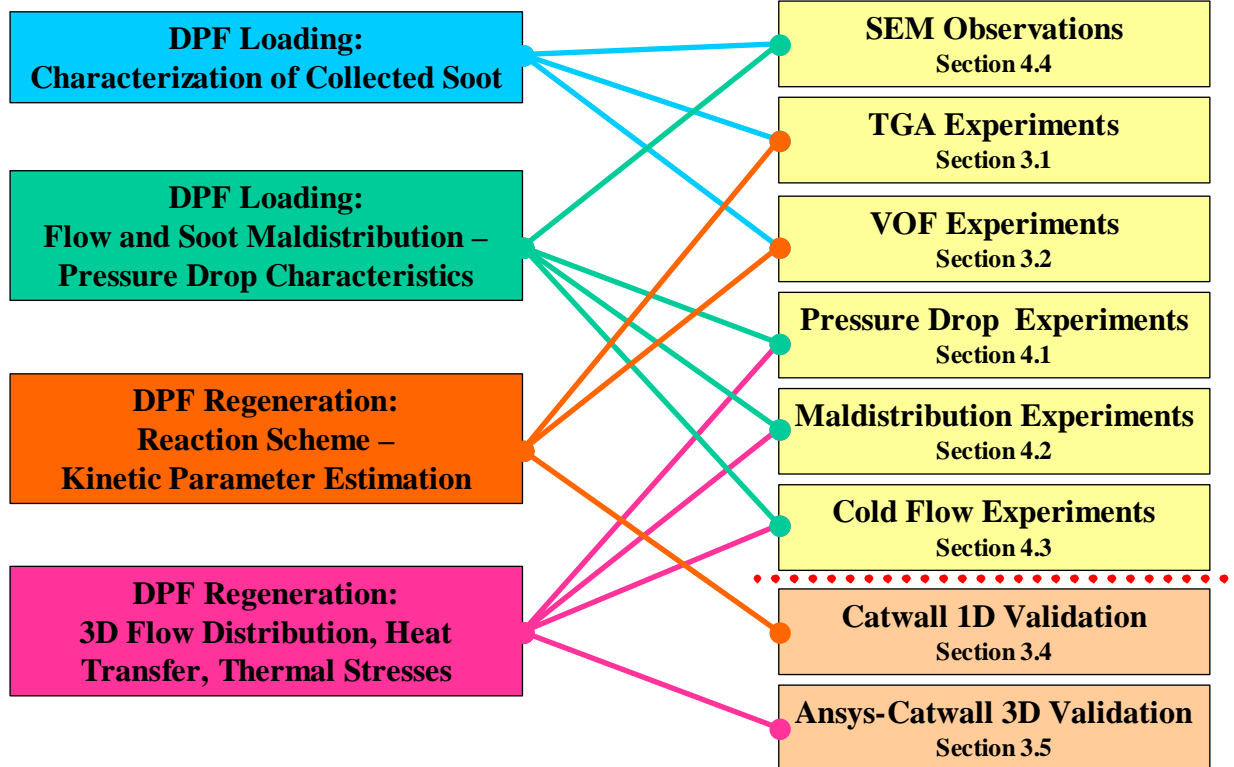 DPF Loading:
Characterization of Collected Soot
DPF Loading:
Flow and Soot Maldistribution –
Pressure Drop Characteristics
DPF Regeneration:
Reaction Scheme –
Kinetic Parameter Estimation
DPF Regeneration:
3D Flow Distribution, Heat
Transfer, Thermal Stresses
SEM Observations
Section 4.4
TGA Experiments
Section 3.1
VOF Experiments
Section 3.2
Pressure Drop Experiments
Section 4.1
Maldistribution Experiments
Section 4.2
Cold Flow Experiments
Section 4.3
Catwall 1D Validation
Section 3.4
Ansys-Catwall 3D Validation
Section 3.5